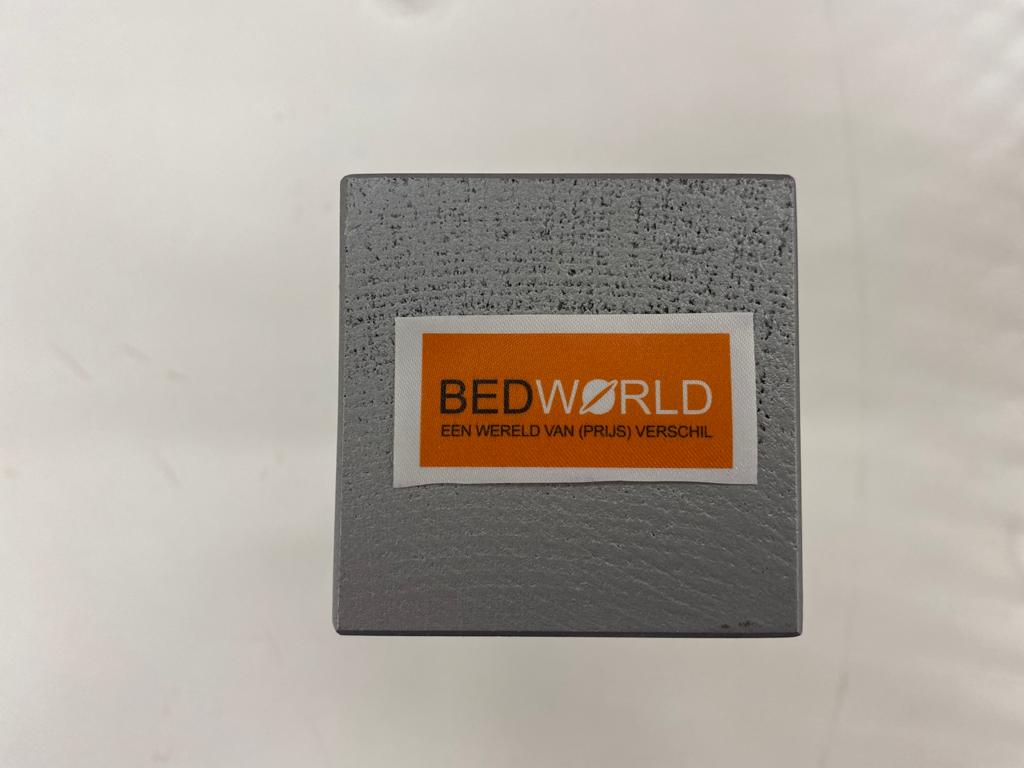 BEDWORLD
EEN WERELD VAN (PRIJS) VERSCHIL